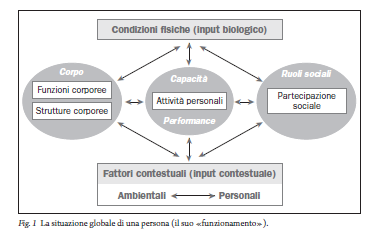 Condizioni fisiche (input biologico)
Corpo
Funzioni corporee
Strutture corporee
Capacità
Attività personali
Performance
Ruoli sociali
Partecipazione
sociale
Fattori contestuali (input contestuale)
Ambientali Personali
Fig. 1 La situazione globale di una persona (il suo «funzionamento»).